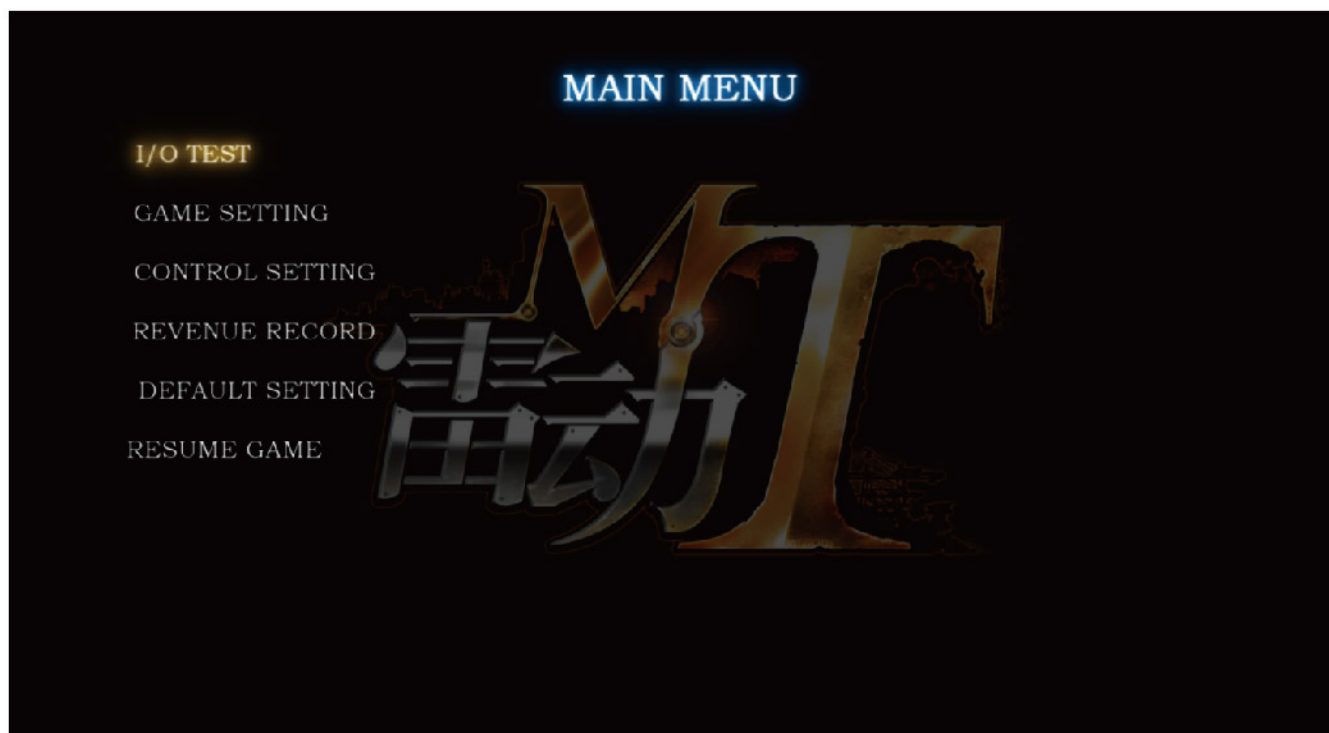 MAIN MENU
I/O TEST
GAME SETTING
CONTROL SETTING
REVENUE RECORD
DEFAULT SETTING
RESUME GAME
MT
雷动